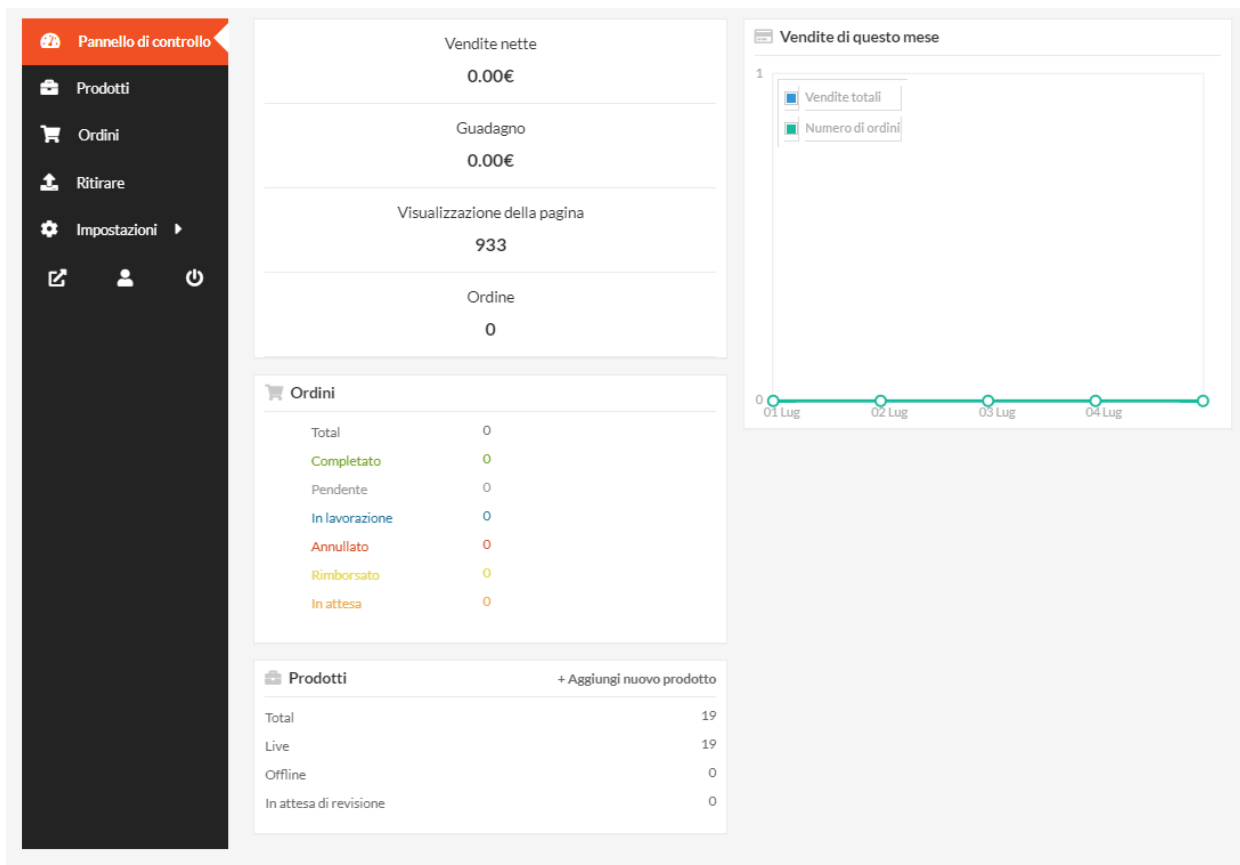 Pannello di controllo
Prodotti
Ordini
Ritirare
Impostazioni
Vendite nette
0.00€
Guadagno
0.00€
Visualizzazione della pagina
933
Ordine
0
Ordini
Total 0
Completato 0
Pendente 0
In lavorazione 0
Annullato 0
Rimborsato 0
In attesa 0
Prodotti + Aggiungi nuovo prodotto
Total 19
Live 19
Offline 0
In attesa di revisione 0
Vendite di questo mese
1
Vendite totali
Numero di ordini
0
01 Lug 02 Lug 03 Lug 04 Lug